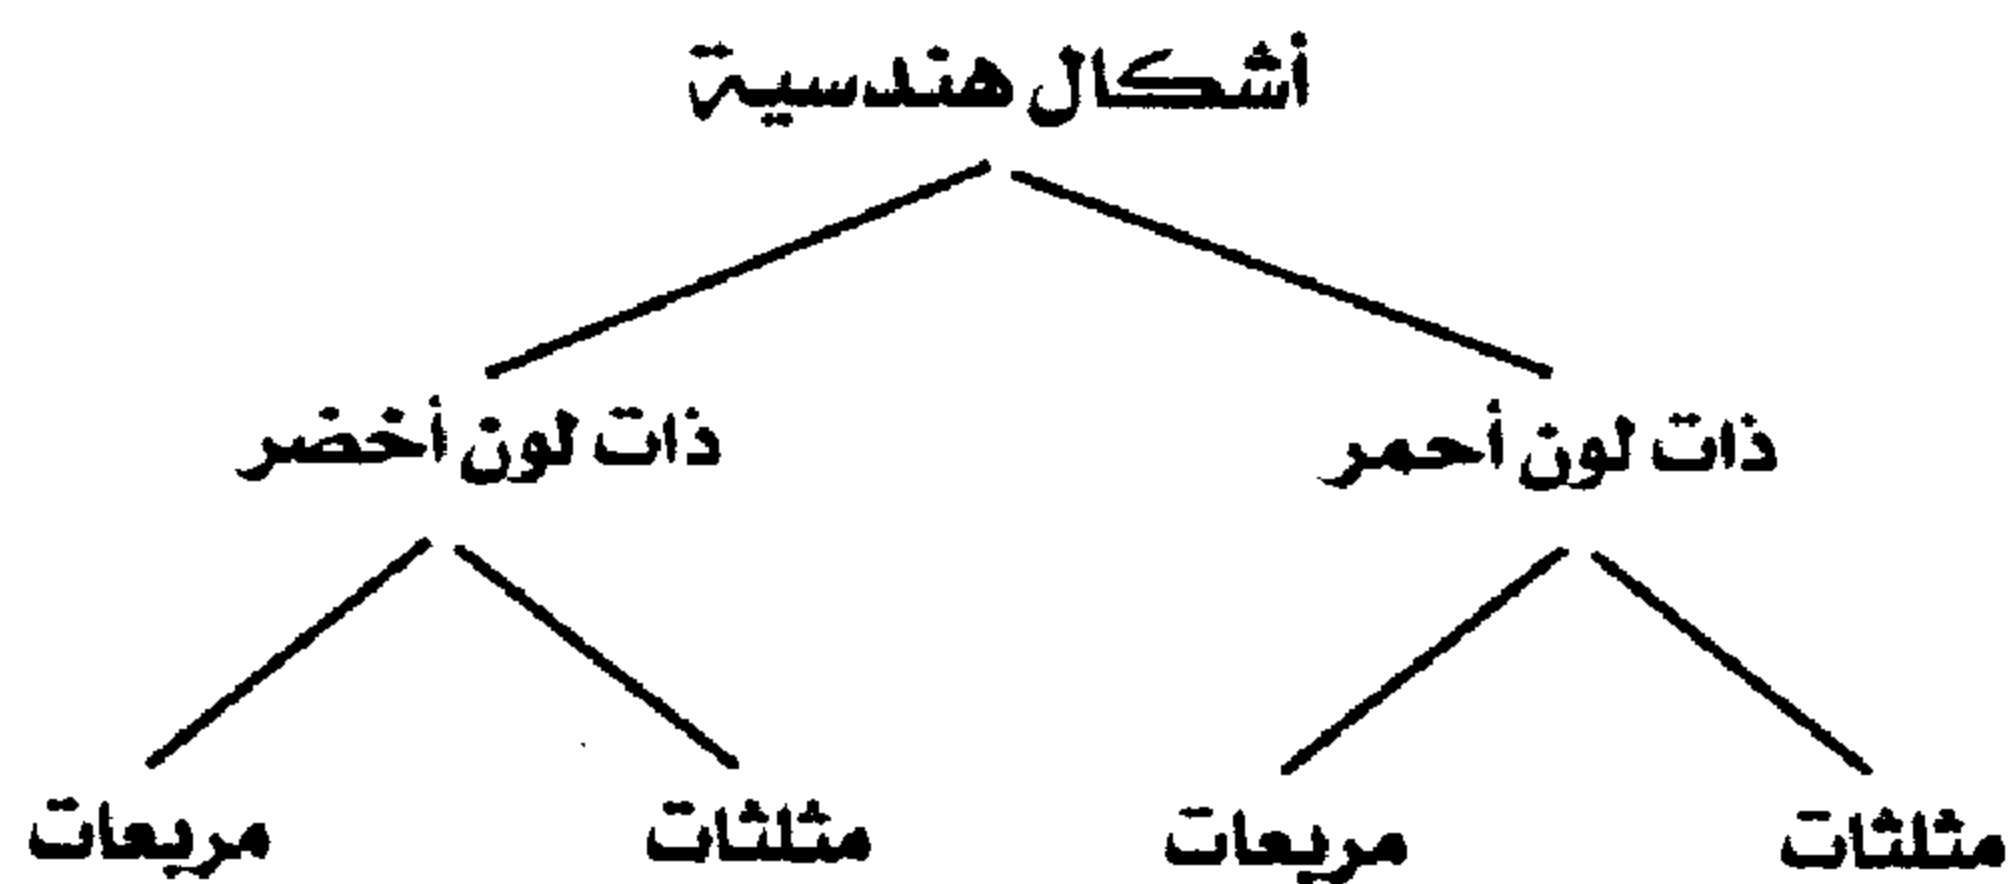 أشكال هندسية
ذات لون أحمر ذات لون أخضر
مثلثات مربعات مثلثات مربعات